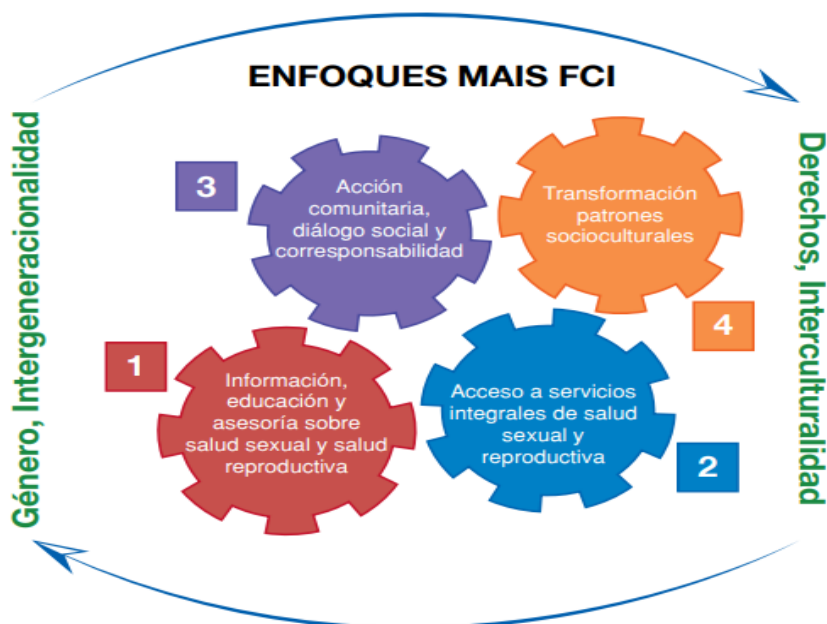 ENFOQUES MAIS FCI
Género, Intergeneracionalidad
3
Acción
comunitaria,
diálogo social y
corresponsabilidad
Transformación
patrones
socioculturales
4
1
Información,
educación y
asesoría sobre
salud sexual y salud
reproductiva
Acceso a servicios
integrales de salud
sexual y
reproductiva
2
Derechos, Interculturalidad